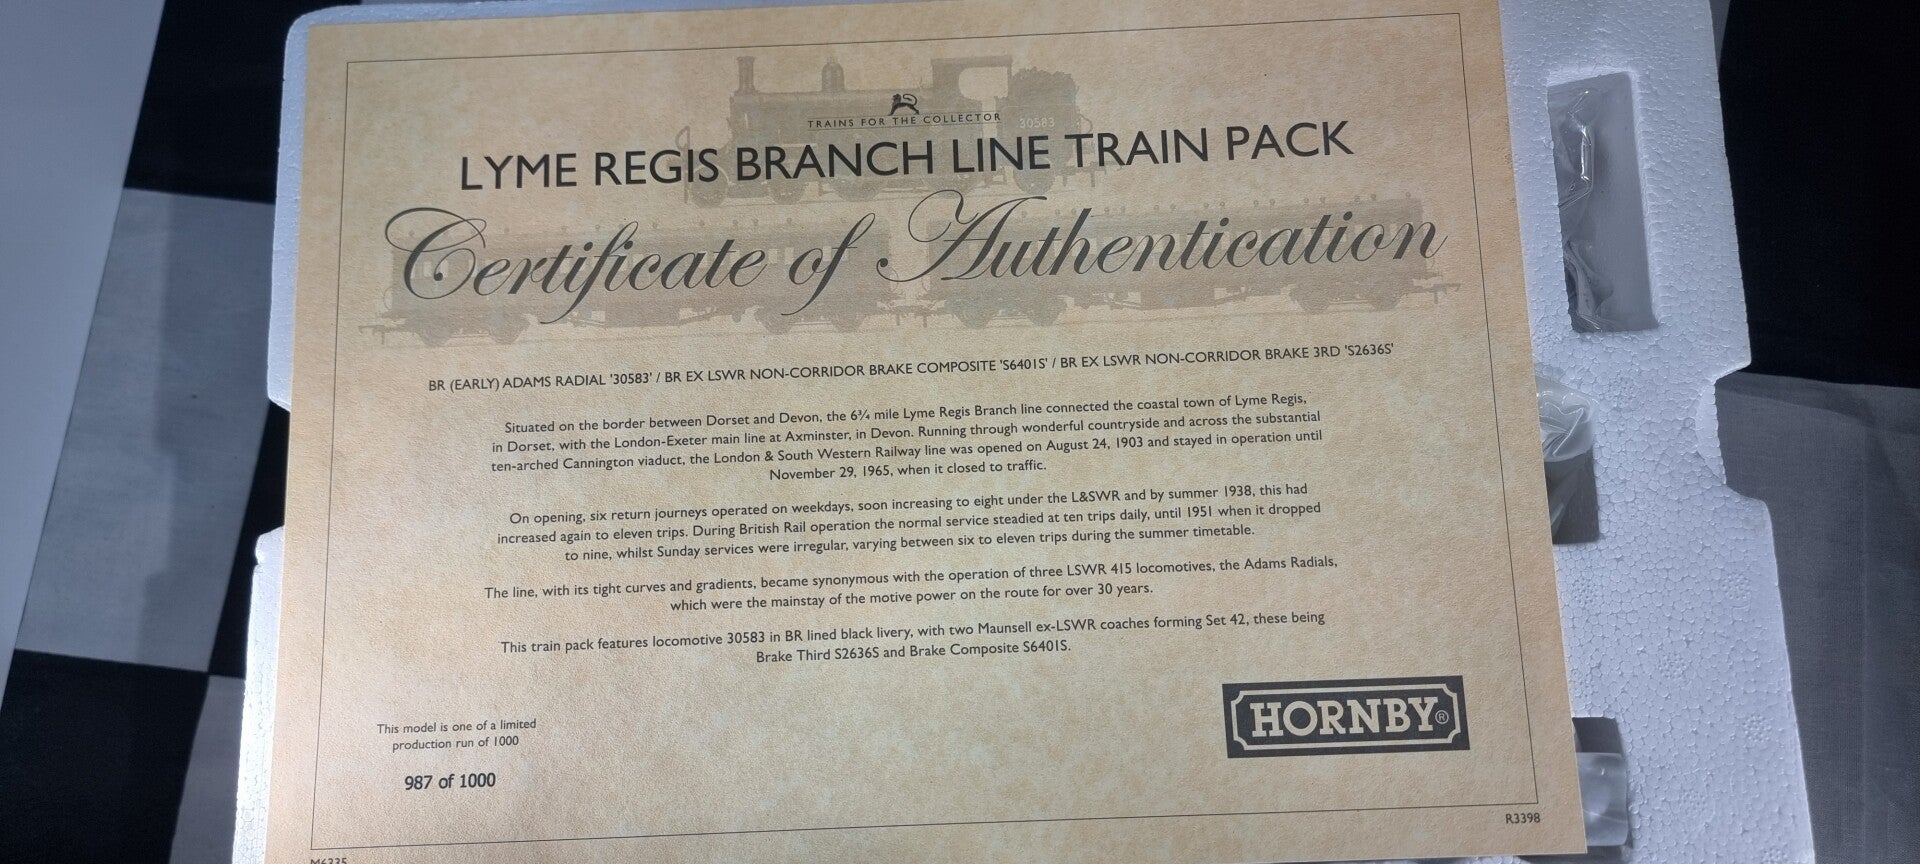 TRAINS FOR THE COLLECTOR
30583
LYME REGIS BRANCH LINE TRAIN PACK
Certificate of Authentication
BR (EARLY) ADAMS RADIAL '30583' / BR EX LSWR NON-CORRIDOR BRAKE COMPOSITE 'S6401S' / BR EX LSWR NON-CORRIDOR BRAKE 3RD 'S2636S'
Situated on the border between Dorset and Devon, the 6¾ mile Lyme Regis Branch line connected the coastal town of Lyme Regis,
in Dorset, with the London-Exeter main line at Axminster, in Devon. Running through wonderful countryside and across the substantial
ten-arched Cannington viaduct, the London & South Western Railway line was opened on August 24, 1903 and stayed in operation until
November 29, 1965, when it closed to traffic.
On opening, six return journeys operated on weekdays, soon increasing to eight under the L&SWR and by summer 1938, this had
increased again to eleven trips. During British Rail operation the normal service steadied at ten trips daily, until 1951 when it dropped
to nine, whilst Sunday services were irregular, varying between six to eleven trips during the summer timetable.
The line, with its tight curves and gradients, became synonymous with the operation of three LSWR 415 locomotives, the Adams Radials,
which were the mainstay of the motive power on the route for over 30 years.
This train pack features locomotive 30583 in BR lined black livery, with two Maunsell ex-LSWR coaches forming Set 42, these being
Brake Third S2636S and Brake Composite S6401S.
This model is one of a limited
production run of 1000
987 of 1000
HORNBY®
R3398